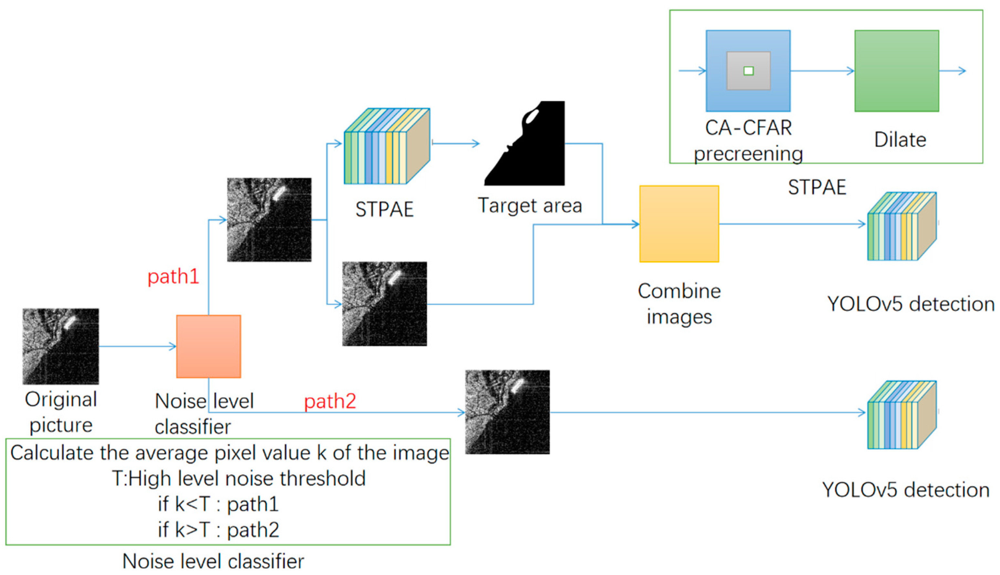 CA-CFAR
precreening
Dilate
STPAE
STPAE
Target area
path1
Combine
images
YOLOv5 detection
Original
picture
Noise level
classifier
path2
Calculate the average pixel value k of the image
T:High level noise threshold
if k<T : path1
if k>T : path2
Noise level classifier
YOLOv5 detection